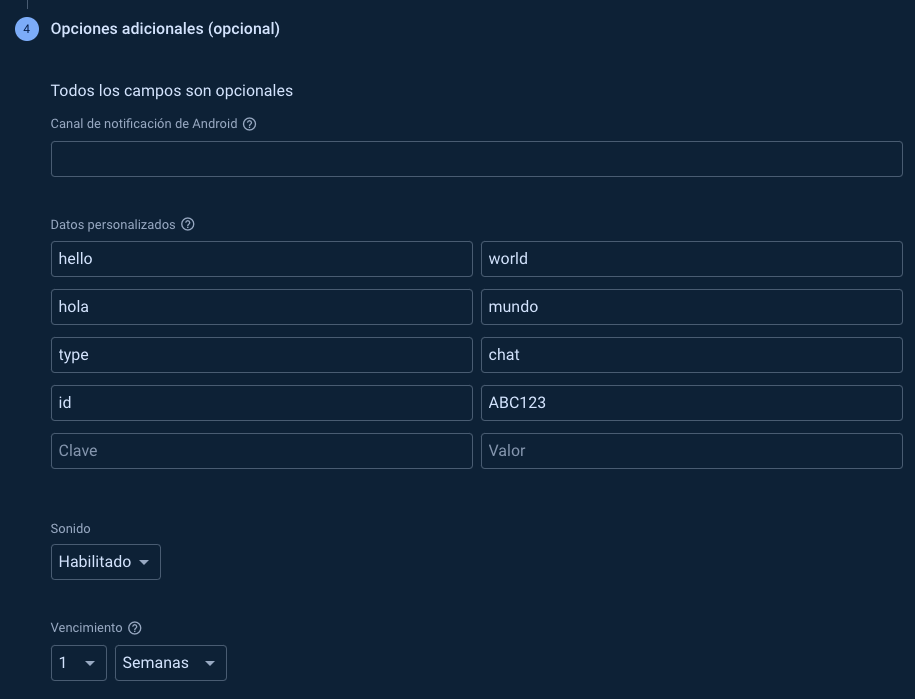 4 Opciones adicionales (opcional)
Todos los campos son opcionales
Canal de notificación de Android ?
Datos personalizados ?
hello world
hola mundo
type chat
id ABC123
Clave Valor
Sonido
Habilitado
Vencimiento ?
1 Semanas